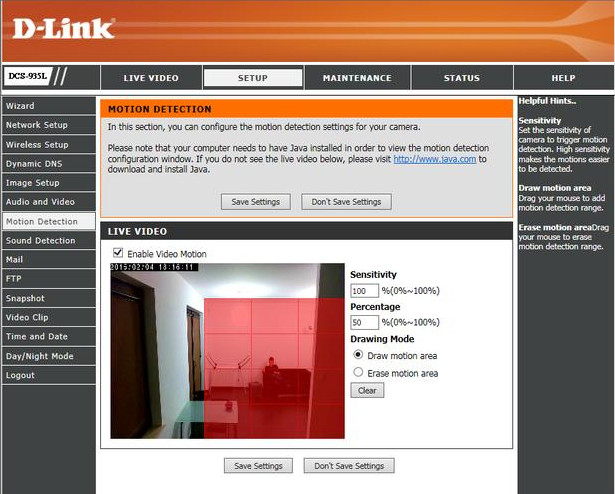 D-Link
DCS-935L
LIVE VIDEO
SETUP
MAINTENANCE
STATUS
HELP
Wizard
Network Setup
Wireless Setup
Dynamic DNS
Image Setup
Audio and Video
Motion Detection
Sound Detection
Mail
FTP
Snapshot
Video Clip
Time and Date
Day/Night Mode
Logout
MOTION DETECTION
In this section, you can configure the motion detection settings for your camera.
Please note that your computer needs to have Java installed in order to view the motion detection
configuration window. If you do not see the live video below, please visit http://www.java.com to
download and install Java.
Save Settings
Don't Save Settings
LIVE VIDEO
Enable Video Motion
2015/02/04 18:16:11
Sensitivity
100 %(0%~100%)
Percentage
50 %(0%~100%)
Drawing Mode
Draw motion area
Erase motion area
Clear
Save Settings
Don't Save Settings
Helpful Hints..
Sensitivity
Set the sensitivity of
camera to trigger motion
detection. High sensitivity
makes the motions easier
to be detected.
Draw motion area
Drag your mouse to add
motion detection range.
Erase motion areaDrag
your mouse to erase
motion detection range.